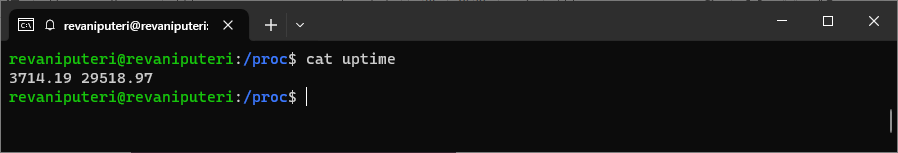 revaniputeri@revaniputeri:
revaniputeri@revaniputeri:/proc$ cat uptime
3714.19 29518.97
revaniputeri@revaniputeri:/proc$